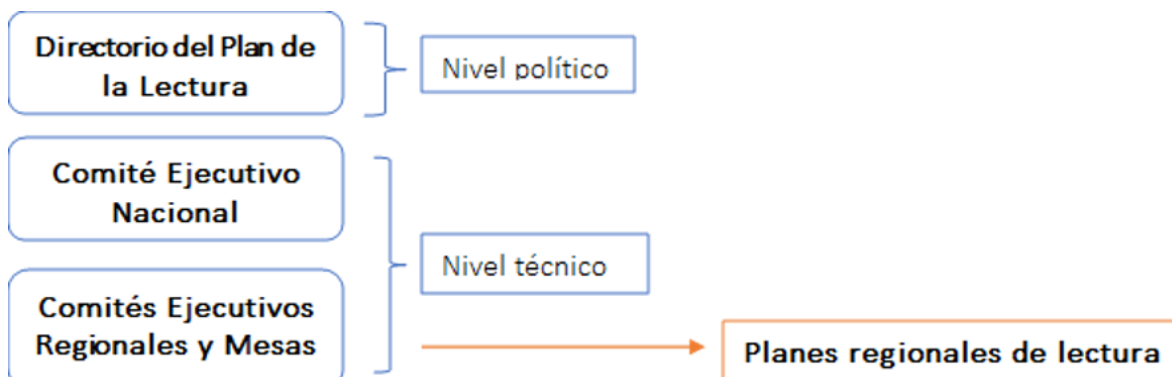 Directorio del Plan de
la Lectura
Nivel político
Comité Ejecutivo
Nacional
Nivel técnico
Comités Ejecutivos
Regionales y Mesas
Planes regionales de lectura